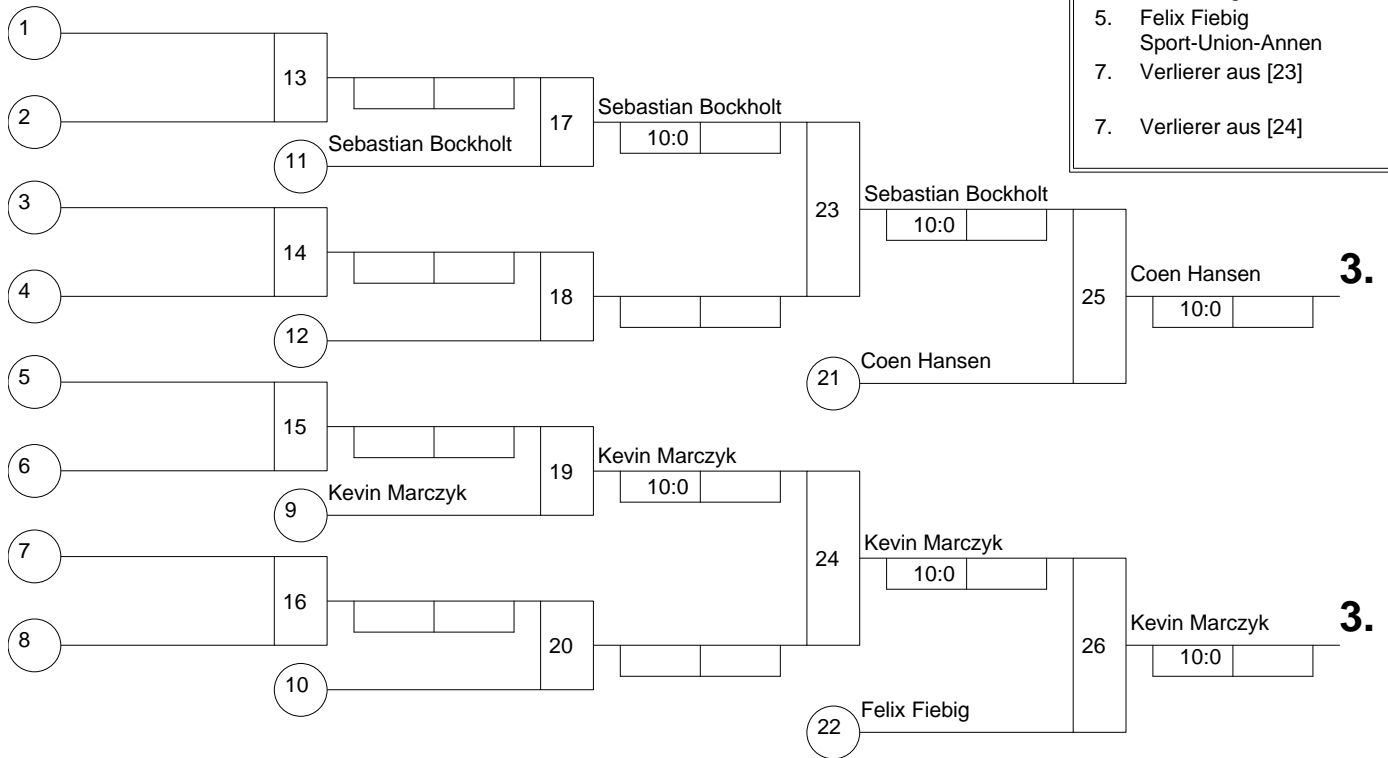 5. Felix Fiebig
Sport-Union-Annen
7. Verlierer aus [23]
7. Verlierer aus [24]
1
13
2
17
Sebastian Bockholt
10:0
11
Sebastian Bockholt
3
23
Sebastian Bockholt
10:0
14
4
18
25
Coen Hansen
3.
10:0
12
5
21
Coen Hansen
15
6
19
Kevin Marczyk
10:0
9
Kevin Marczyk
7
24
Kevin Marczyk
10:0
16
8
20
26
Kevin Marczyk
3.
10:0
10
22
Felix Fiebig